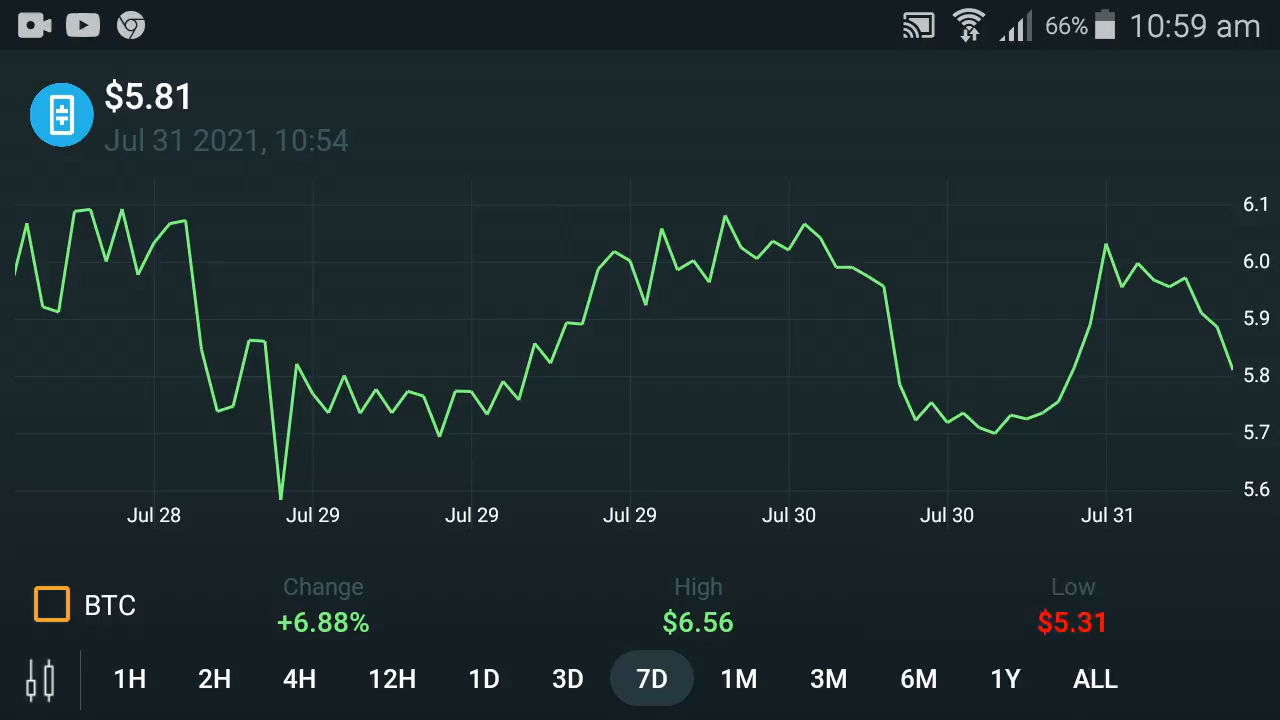 66% 10:59 am
$5.81
Jul 31 2021, 10:54
6.1
6.0
5.9
5.8
5.7
5.6
Jul 28 Jul 29 Jul 29 Jul 29 Jul 30 Jul 30 Jul 31
Change High Low
BTC +6.88% $6.56 $5.31
1H 2H 4H 12H 1D 3D 7D 1M 3M 6M 1Y ALL